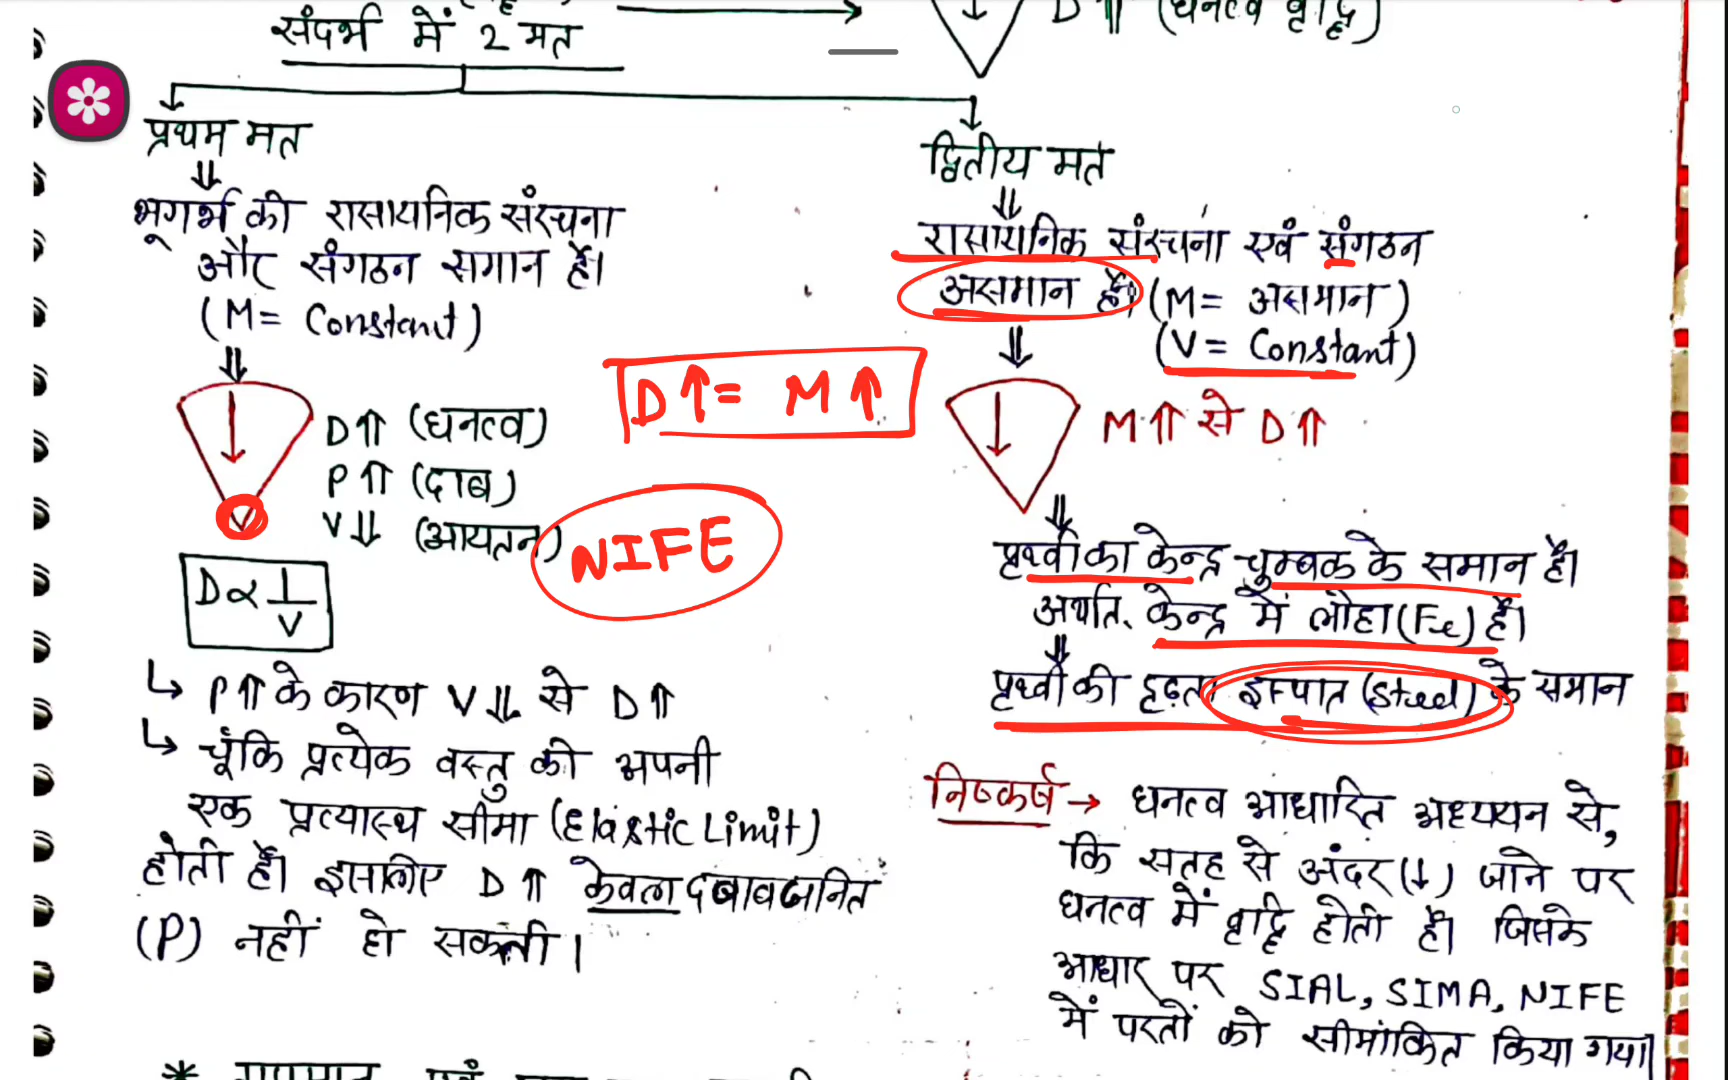 D⇑ (घनत्व वृद्धि)
संदर्भ में 2 मत
प्रथम मत
भूगर्भ की रासायनिक संरचना
और संगठन समान है।
(M= Constant)
D⇑ (घनत्व)
P⇑ (दाब)
V⇓ (आयतन)
D∝ 1/V
↳ P⇑ के कारण V⇓ से D⇑
↳ चूंकि प्रत्येक वस्तु की अपनी
एक प्रत्यास्थ सीमा (Elastic Limit)
होती है। इसलिए D⇑ केवल दबावजनित
(P) नहीं हो सकती।
D↑= M↑
NIFE
द्वितीय मत
रासायनिक संरचना एवं संगठन
असमान है। (M= असमान)
(V= Constant)
M⇑ से D⇑
पृथ्वी का केन्द्र चुम्बक के समान है।
अर्थात् केन्द्र में लोहा (Fe) है।
पृथ्वी की दृढ़ता इस्पात (Steel) के समान
निष्कर्ष → घनत्व आधारित अध्ययन से,
कि सतह से अंदर (↓) जाने पर
घनत्व में वृद्धि होती है। जिसके
आधार पर SIAL, SIMA, NIFE
में परतों को सीमांकित किया गया।